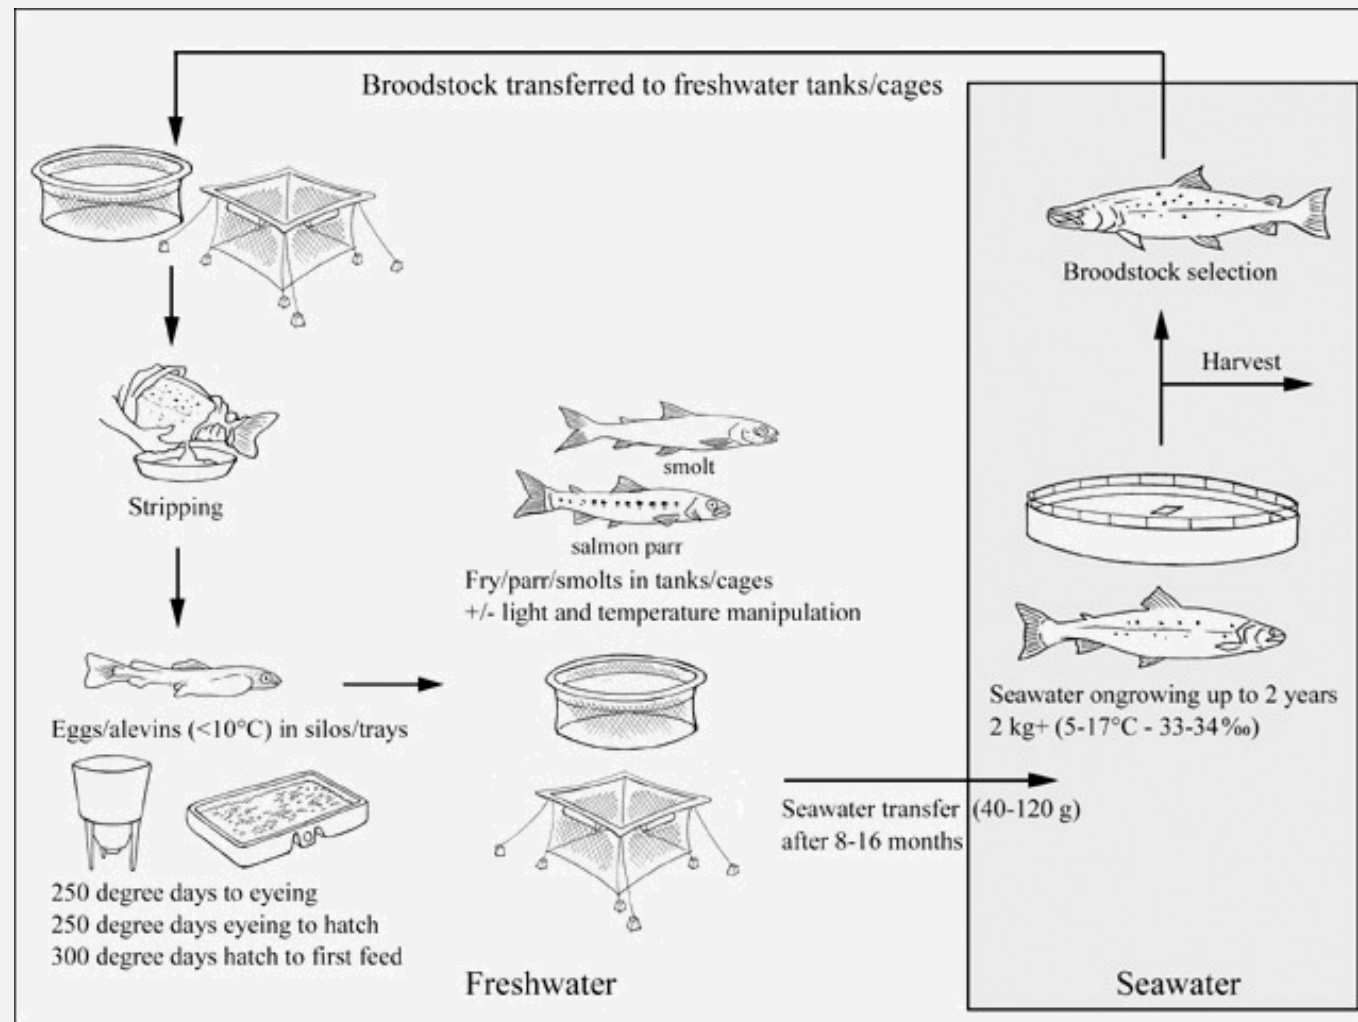 Broodstock transferred to freshwater tanks/cages
Broodstock selection
Harvest
Stripping
smolt
salmon parr
Fry/parr/smolts in tanks/cages
+/- light and temperature manipulation
Eggs/alevins (<10°C) in silos/trays
250 degree days to eyeing
250 degree days eyeing to hatch
300 degree days hatch to first feed
Seawater transfer (40-120 g)
after 8-16 months
Seawater ongrowing up to 2 years
2 kg+ (5-17°C - 33-34‰)
Freshwater
Seawater